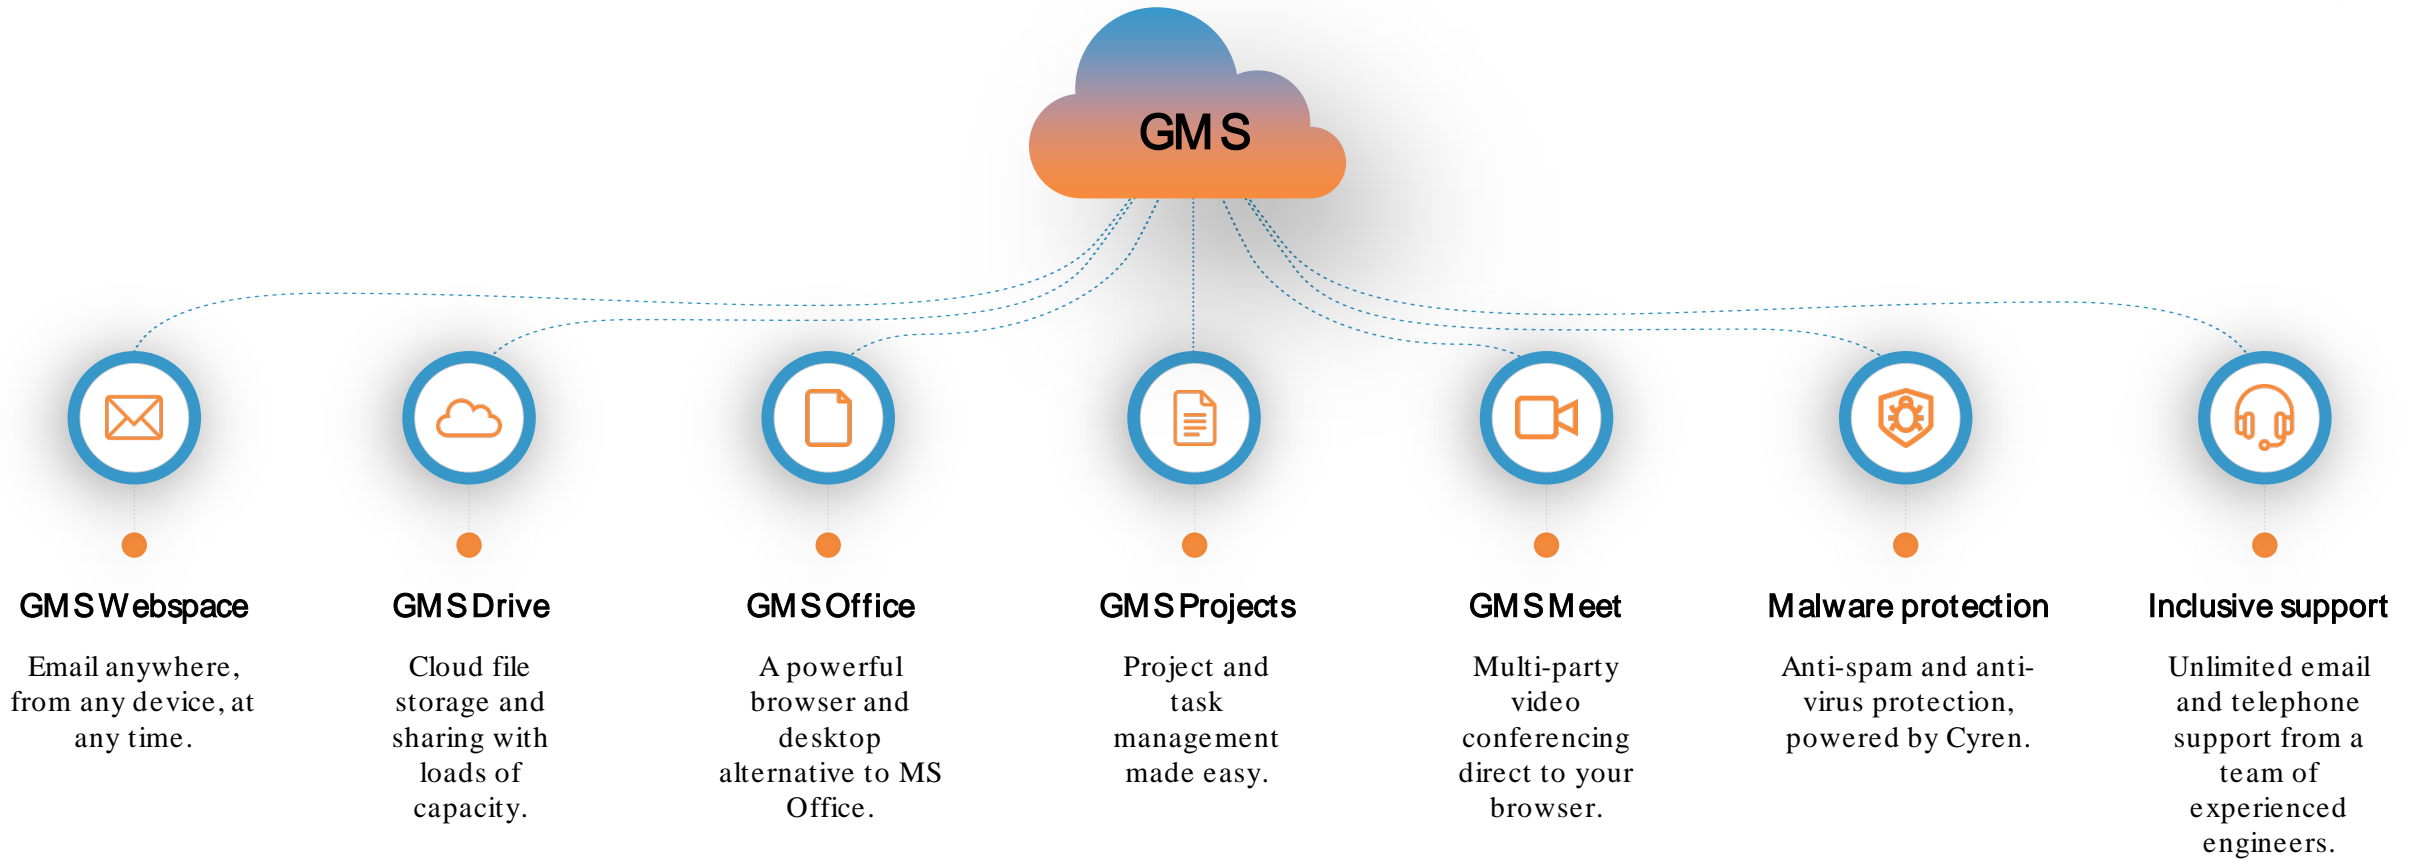 GMS
GMS Webspace
Email anywhere,
from any device, at
any time.
GMS Drive
Cloud file
storage and
sharing with
loads of
capacity.
GMS Office
A powerful
browser and
desktop
alternative to MS
Office.
GMS Projects
Project and
task
management
made easy.
GMS Meet
Multi-party
video
conferencing
direct to your
browser.
Malware protection
Anti-spam and anti-
virus protection,
powered by Cyren.
Inclusive support
Unlimited email
and telephone
support from a
team of
experienced
engineers.